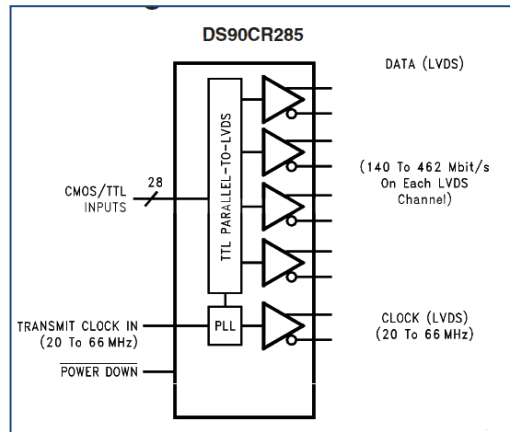 DS90CR285
DATA (LVDS)
TTL PARALLEL-TO-LVDS
28
CMOS/TTL
INPUTS
(140 To 462 Mbit/s
On Each LVDS
Channel)
TRANSMIT CLOCK IN
(20 To 66 MHz)
PLL
CLOCK (LVDS)
(20 To 66 MHz)
POWER DOWN